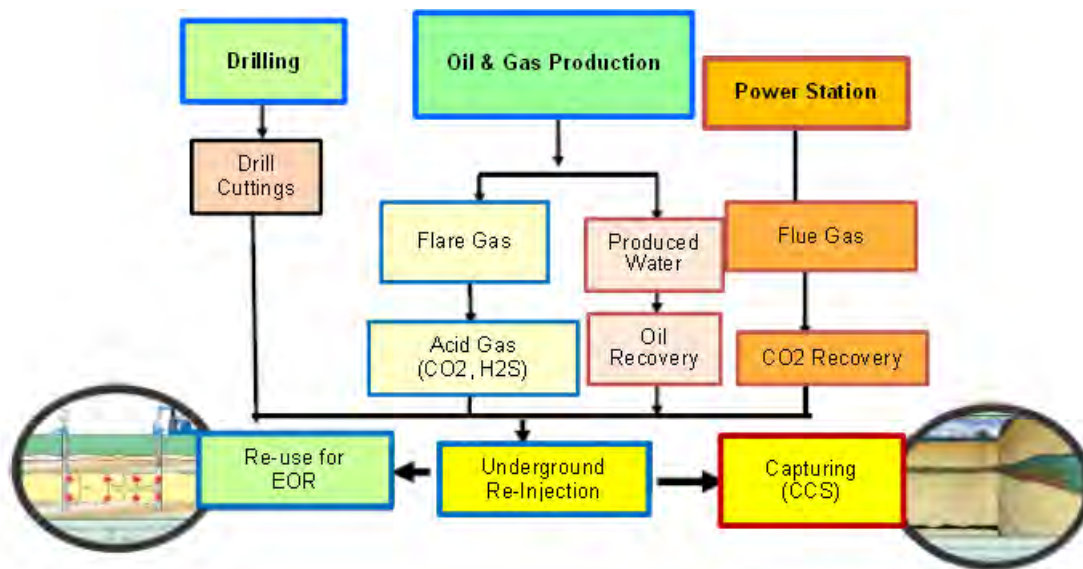 Drilling
Oil & Gas Production
Power Station
Drill
Cuttings
Flare Gas
Produced
Water
Flue Gas
Acid Gas
(CO2, H2S)
Oil
Recovery
CO2 Recovery
Re-use for
EOR
Underground
Re-Injection
Capturing
(CCS)